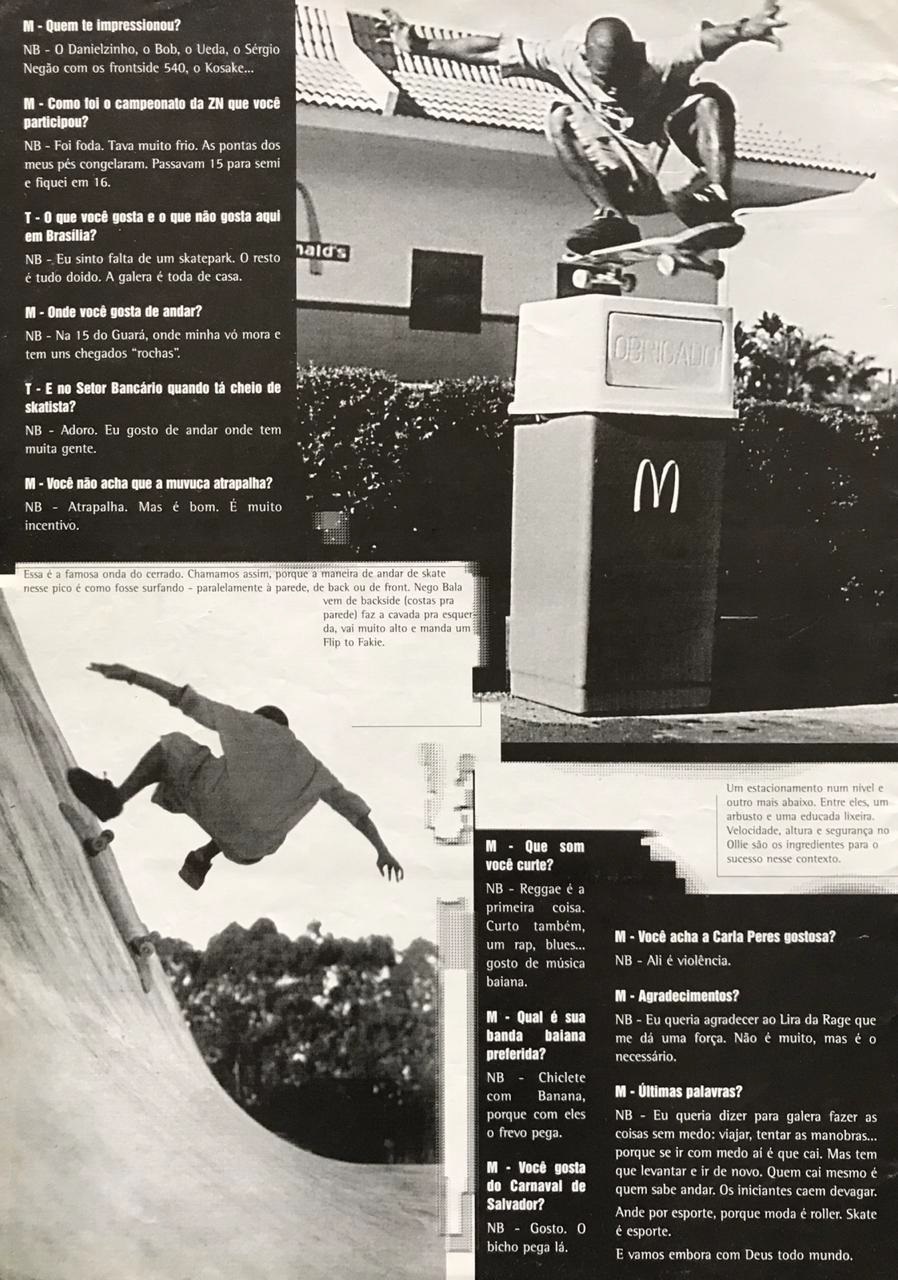 M - Quem te impressionou?
NB - O Danielzinho, o Bob, o Ueda, o Sérgio
Negão com os frontside 540, o Kosake...
M - Como foi o campeonato da ZN que você
participou?
NB - Foi foda. Tava muito frio. As pontas dos
meus pés congelaram. Passavam 15 para semi
e fiquei em 16.
T - O que você gosta e o que não gosta aqui
em Brasília?
NB - Eu sinto falta de um skatepark. O resto
é tudo doido. A galera é toda de casa.
M - Onde você gosta de andar?
NB - Na 15 do Guará, onde minha vó mora e
tem uns chegados “rochas”.
T - E no Setor Bancário quando tá cheio de
skatista?
NB - Adoro. Eu gosto de andar onde tem
muita gente.
M - Você não acha que a muvuca atrapalha?
NB - Atrapalha. Mas é bom. É muito
incentivo.
nald's
OBRIGADO
M
Essa é a famosa onda do cerrado. Chamamos assim, porque a maneira de andar de skate
nesse pico é como fosse surfando - paralelamente à parede, de back ou de front. Nego Bala
vem de backside (costas pra
parede) faz a cavada pra esquer-
da, vai muito alto e manda um
Flip to Fakie.
Um estacionamento num nível e
outro mais abaixo. Entre eles, um
arbusto e uma educada lixeira.
Velocidade, altura e segurança no
Ollie são os ingredientes para o
sucesso nesse contexto.
M - Que som
você curte?
NB - Reggae é a
primeira coisa.
Curto também,
um rap, blues...
gosto de música
baiana.
M - Qual é sua
banda baiana
preferida?
NB - Chiclete
com Banana,
porque com eles
o frevo pega.
M - Você gosta
do Carnaval de
Salvador?
NB - Gosto. O
bicho pega lá.
M - Você acha a Carla Peres gostosa?
NB - Ali é violência.
M - Agradecimentos?
NB - Eu queria agradecer ao Lira da Rage que
me dá uma força. Não é muito, mas é o
necessário.
M - Últimas palavras?
NB - Eu queria dizer para galera fazer as
coisas sem medo: viajar, tentar as manobras...
porque se ir com medo aí é que cai. Mas tem
que levantar e ir de novo. Quem cai mesmo é
quem sabe andar. Os iniciantes caem devagar.
Ande por esporte, porque moda é roller. Skate
é esporte.
E vamos embora com Deus todo mundo.